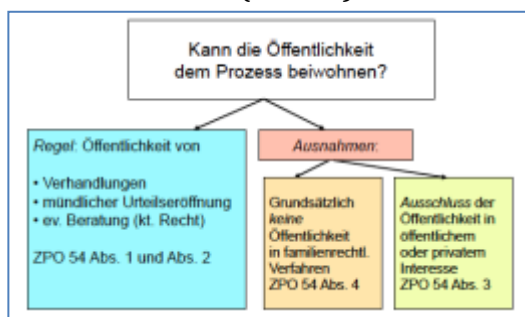 Kann die Öffentlichkeit
dem Prozess beiwohnen?
Regel: Öffentlichkeit von
• Verhandlungen
• mündlicher Urteilseröffnung
• ev. Beratung (kt. Recht)
ZPO 54 Abs. 1 und Abs. 2
Ausnahmen:
Grundsätzlich
keine
Öffentlichkeit
in familienrechtl.
Verfahren
ZPO 54 Abs. 4
Ausschluss der
Öffentlichkeit in
öffentlichem
oder privatem
Interesse
ZPO 54 Abs. 3